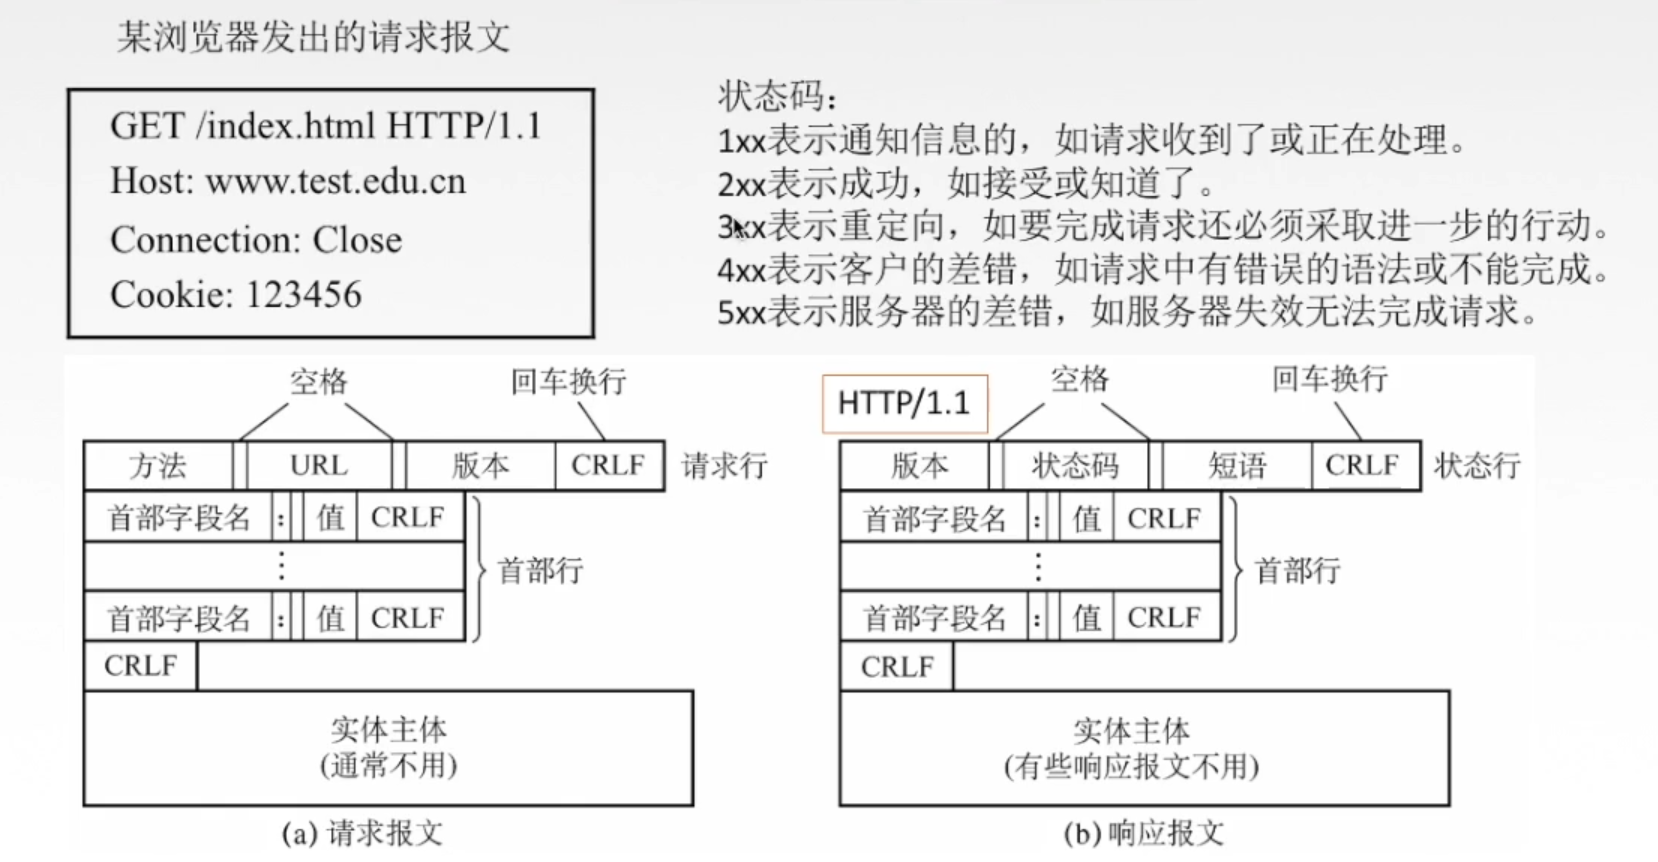 某浏览器发出的请求报文
GET /index.html HTTP/1.1
Host: www.test.edu.cn
Connection: Close
Cookie: 123456
状态码：
1xx表示通知信息的，如请求收到了或正在处理。
2xx表示成功，如接受或知道了。
3xx表示重定向，如要完成请求还必须采取进一步的行动。
4xx表示客户的差错，如请求中有错误的语法或不能完成。
5xx表示服务器的差错，如服务器失效无法完成请求。
空格 回车换行
方法 URL 版本 CRLF 请求行
首部字段名 : 值 CRLF
⋮ 首部行
首部字段名 : 值 CRLF
CRLF
实体主体
(通常不用)
(a) 请求报文
HTTP/1.1 空格 回车换行
版本 状态码 短语 CRLF 状态行
首部字段名 : 值 CRLF
⋮ 首部行
首部字段名 : 值 CRLF
CRLF
实体主体
(有些响应报文不用)
(b) 响应报文